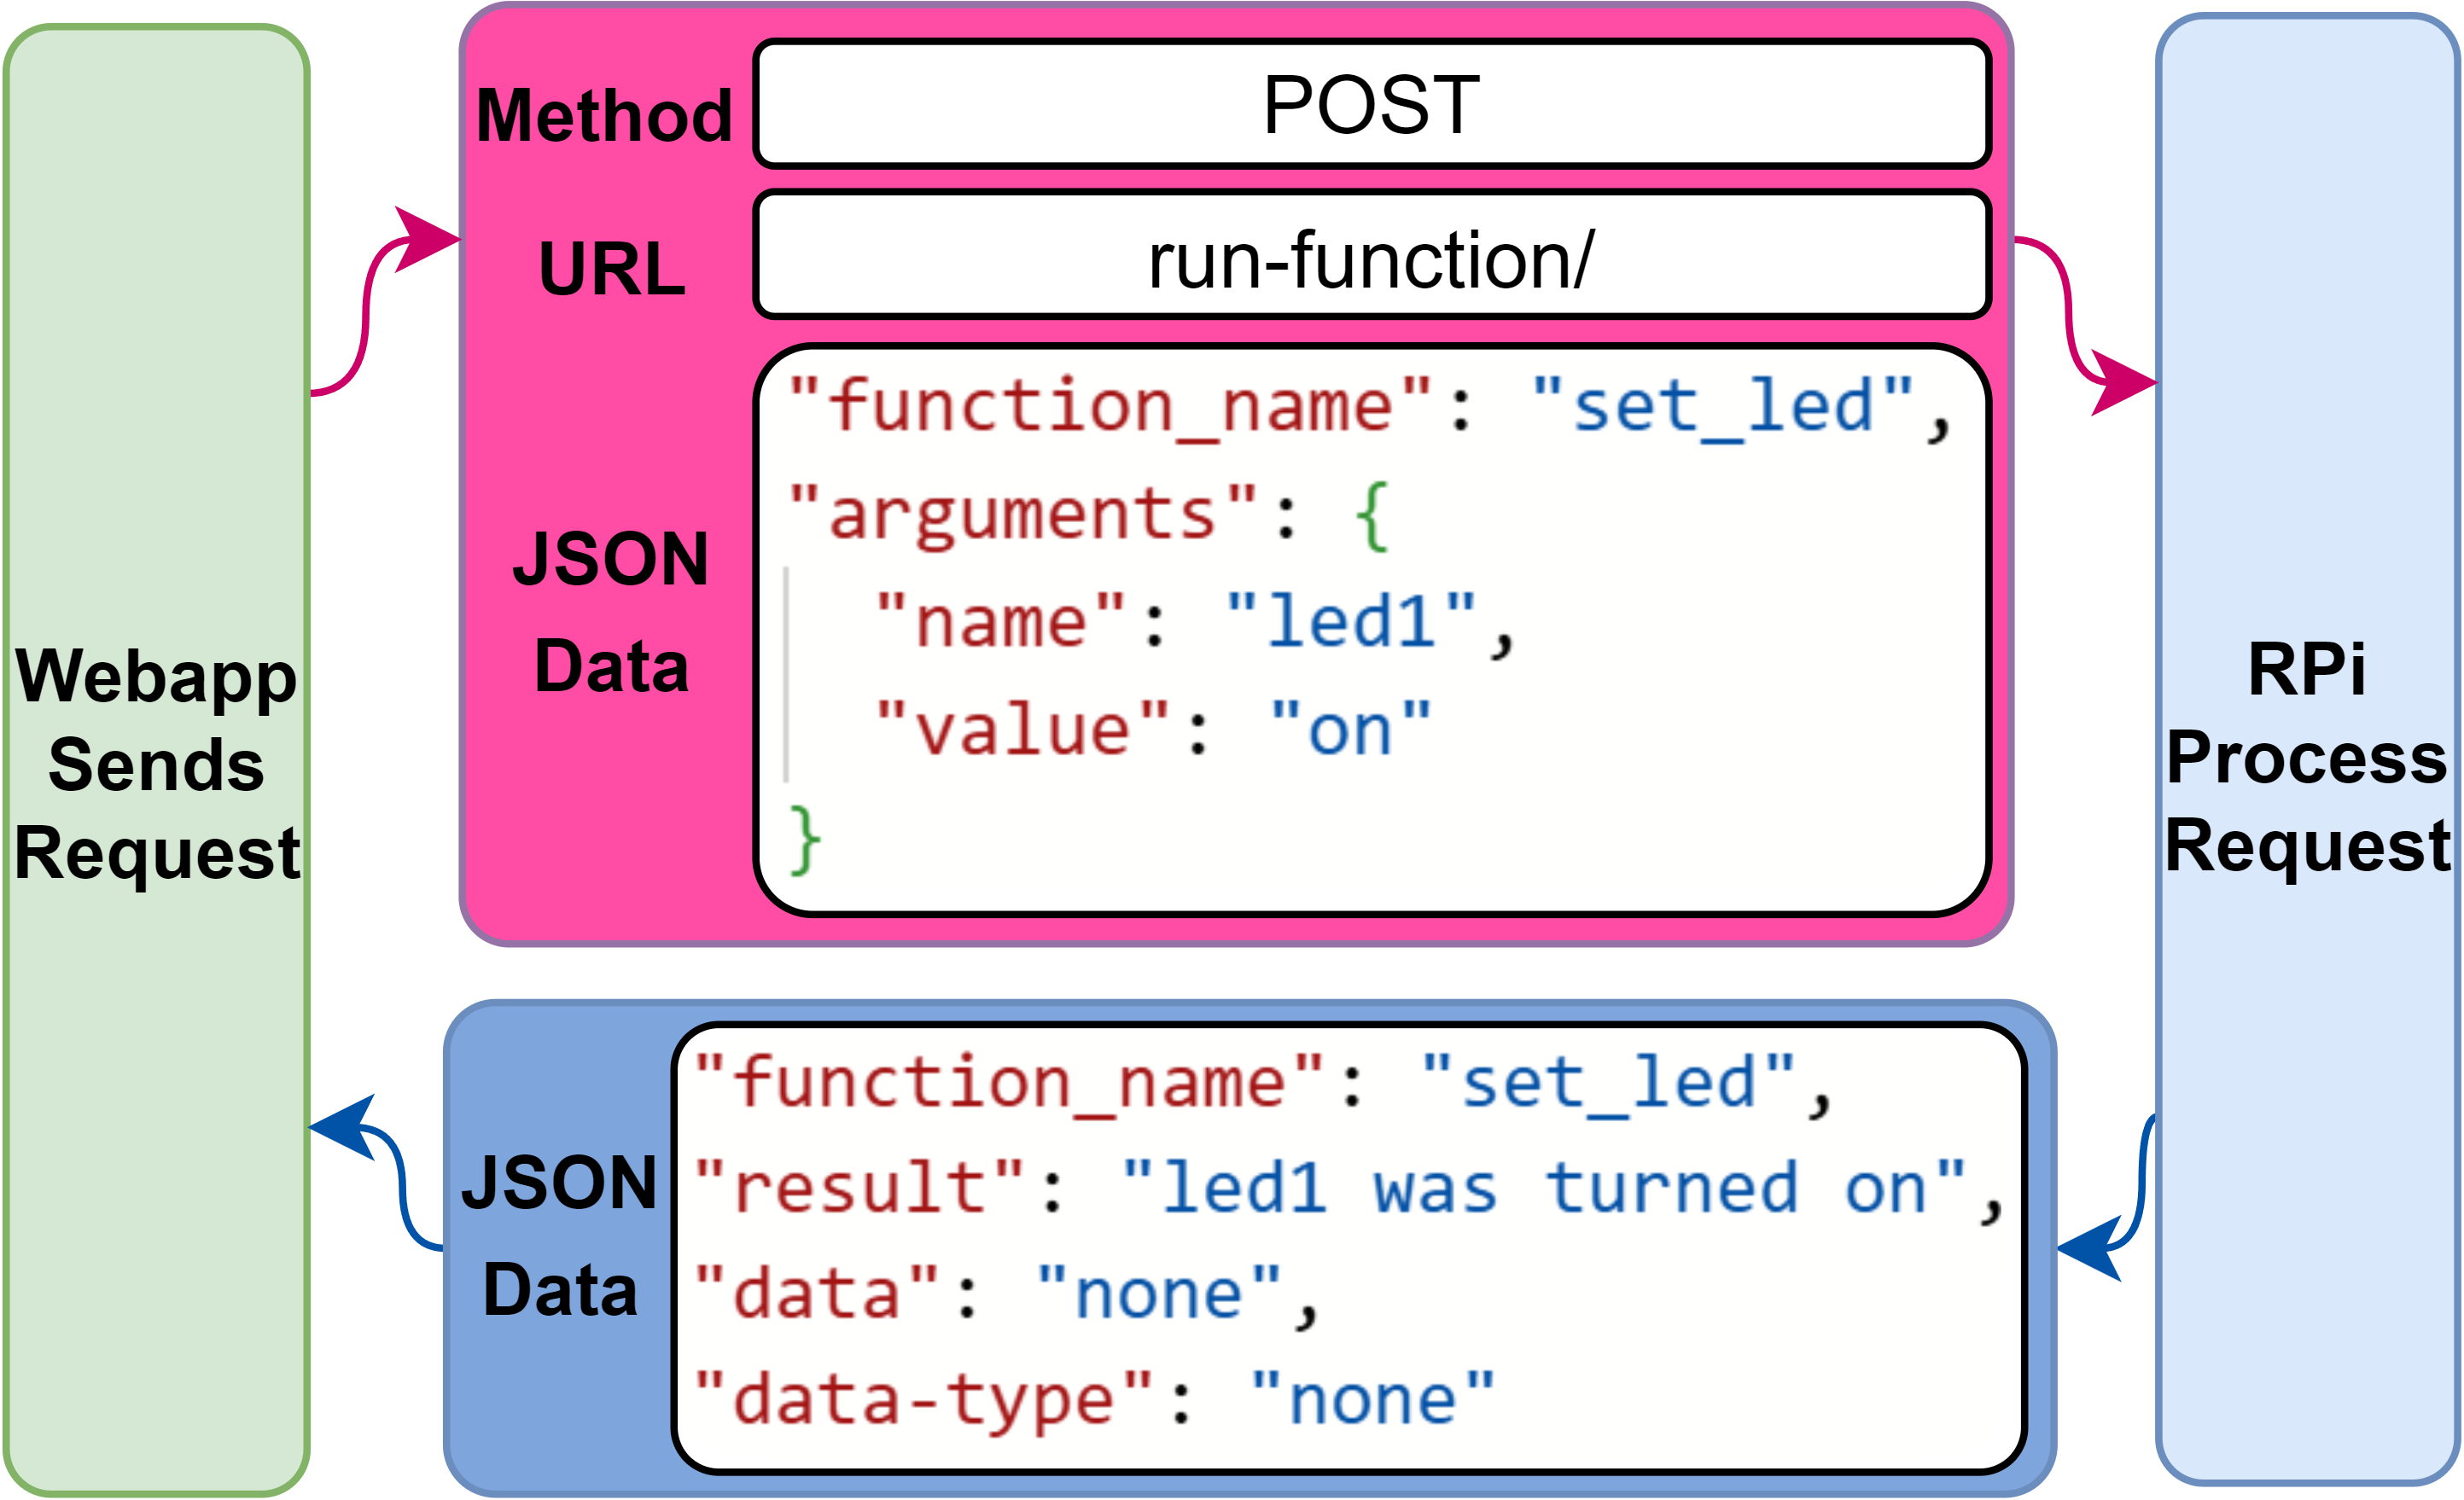 Webapp
Sends
Request
Method
POST
URL
run-function/
JSON
Data
"function_name": "set_led",
"arguments": {
"name": "led1",
"value": "on"
}
RPi
Process
Request
JSON
Data
"function_name": "set_led",
"result": "led1 was turned on",
"data": "none",
"data-type": "none"